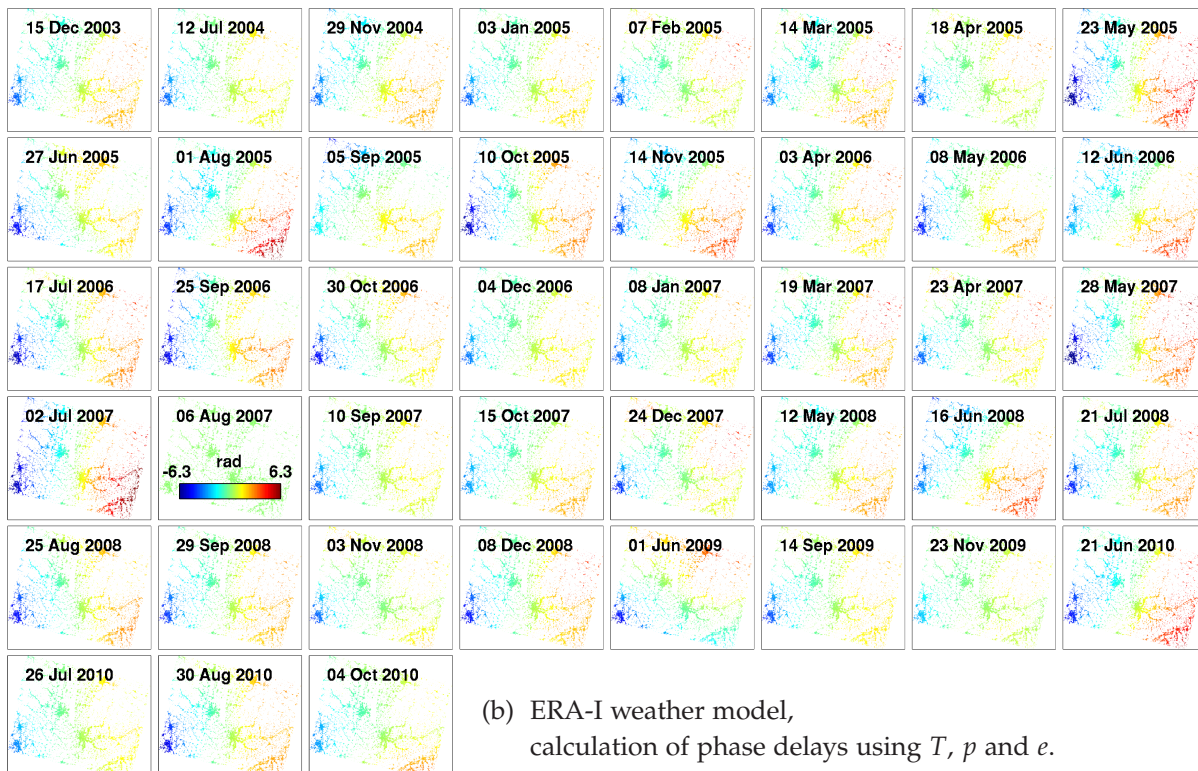 15 Dec 2003 12 Jul 2004 29 Nov 2004 03 Jan 2005 07 Feb 2005 14 Mar 2005 18 Apr 2005 23 May 2005
27 Jun 2005 01 Aug 2005 05 Sep 2005 10 Oct 2005 14 Nov 2005 03 Apr 2006 08 May 2006 12 Jun 2006
17 Jul 2006 25 Sep 2006 30 Oct 2006 04 Dec 2006 08 Jan 2007 19 Mar 2007 23 Apr 2007 28 May 2007
02 Jul 2007 06 Aug 2007 10 Sep 2007 15 Oct 2007 24 Dec 2007 12 May 2008 16 Jun 2008 21 Jul 2008
rad
-6.3 6.3
25 Aug 2008 29 Sep 2008 03 Nov 2008 08 Dec 2008 01 Jun 2009 14 Sep 2009 23 Nov 2009 21 Jun 2010
26 Jul 2010 30 Aug 2010 04 Oct 2010
(b) ERA-I weather model,
calculation of phase delays using T, p and e.